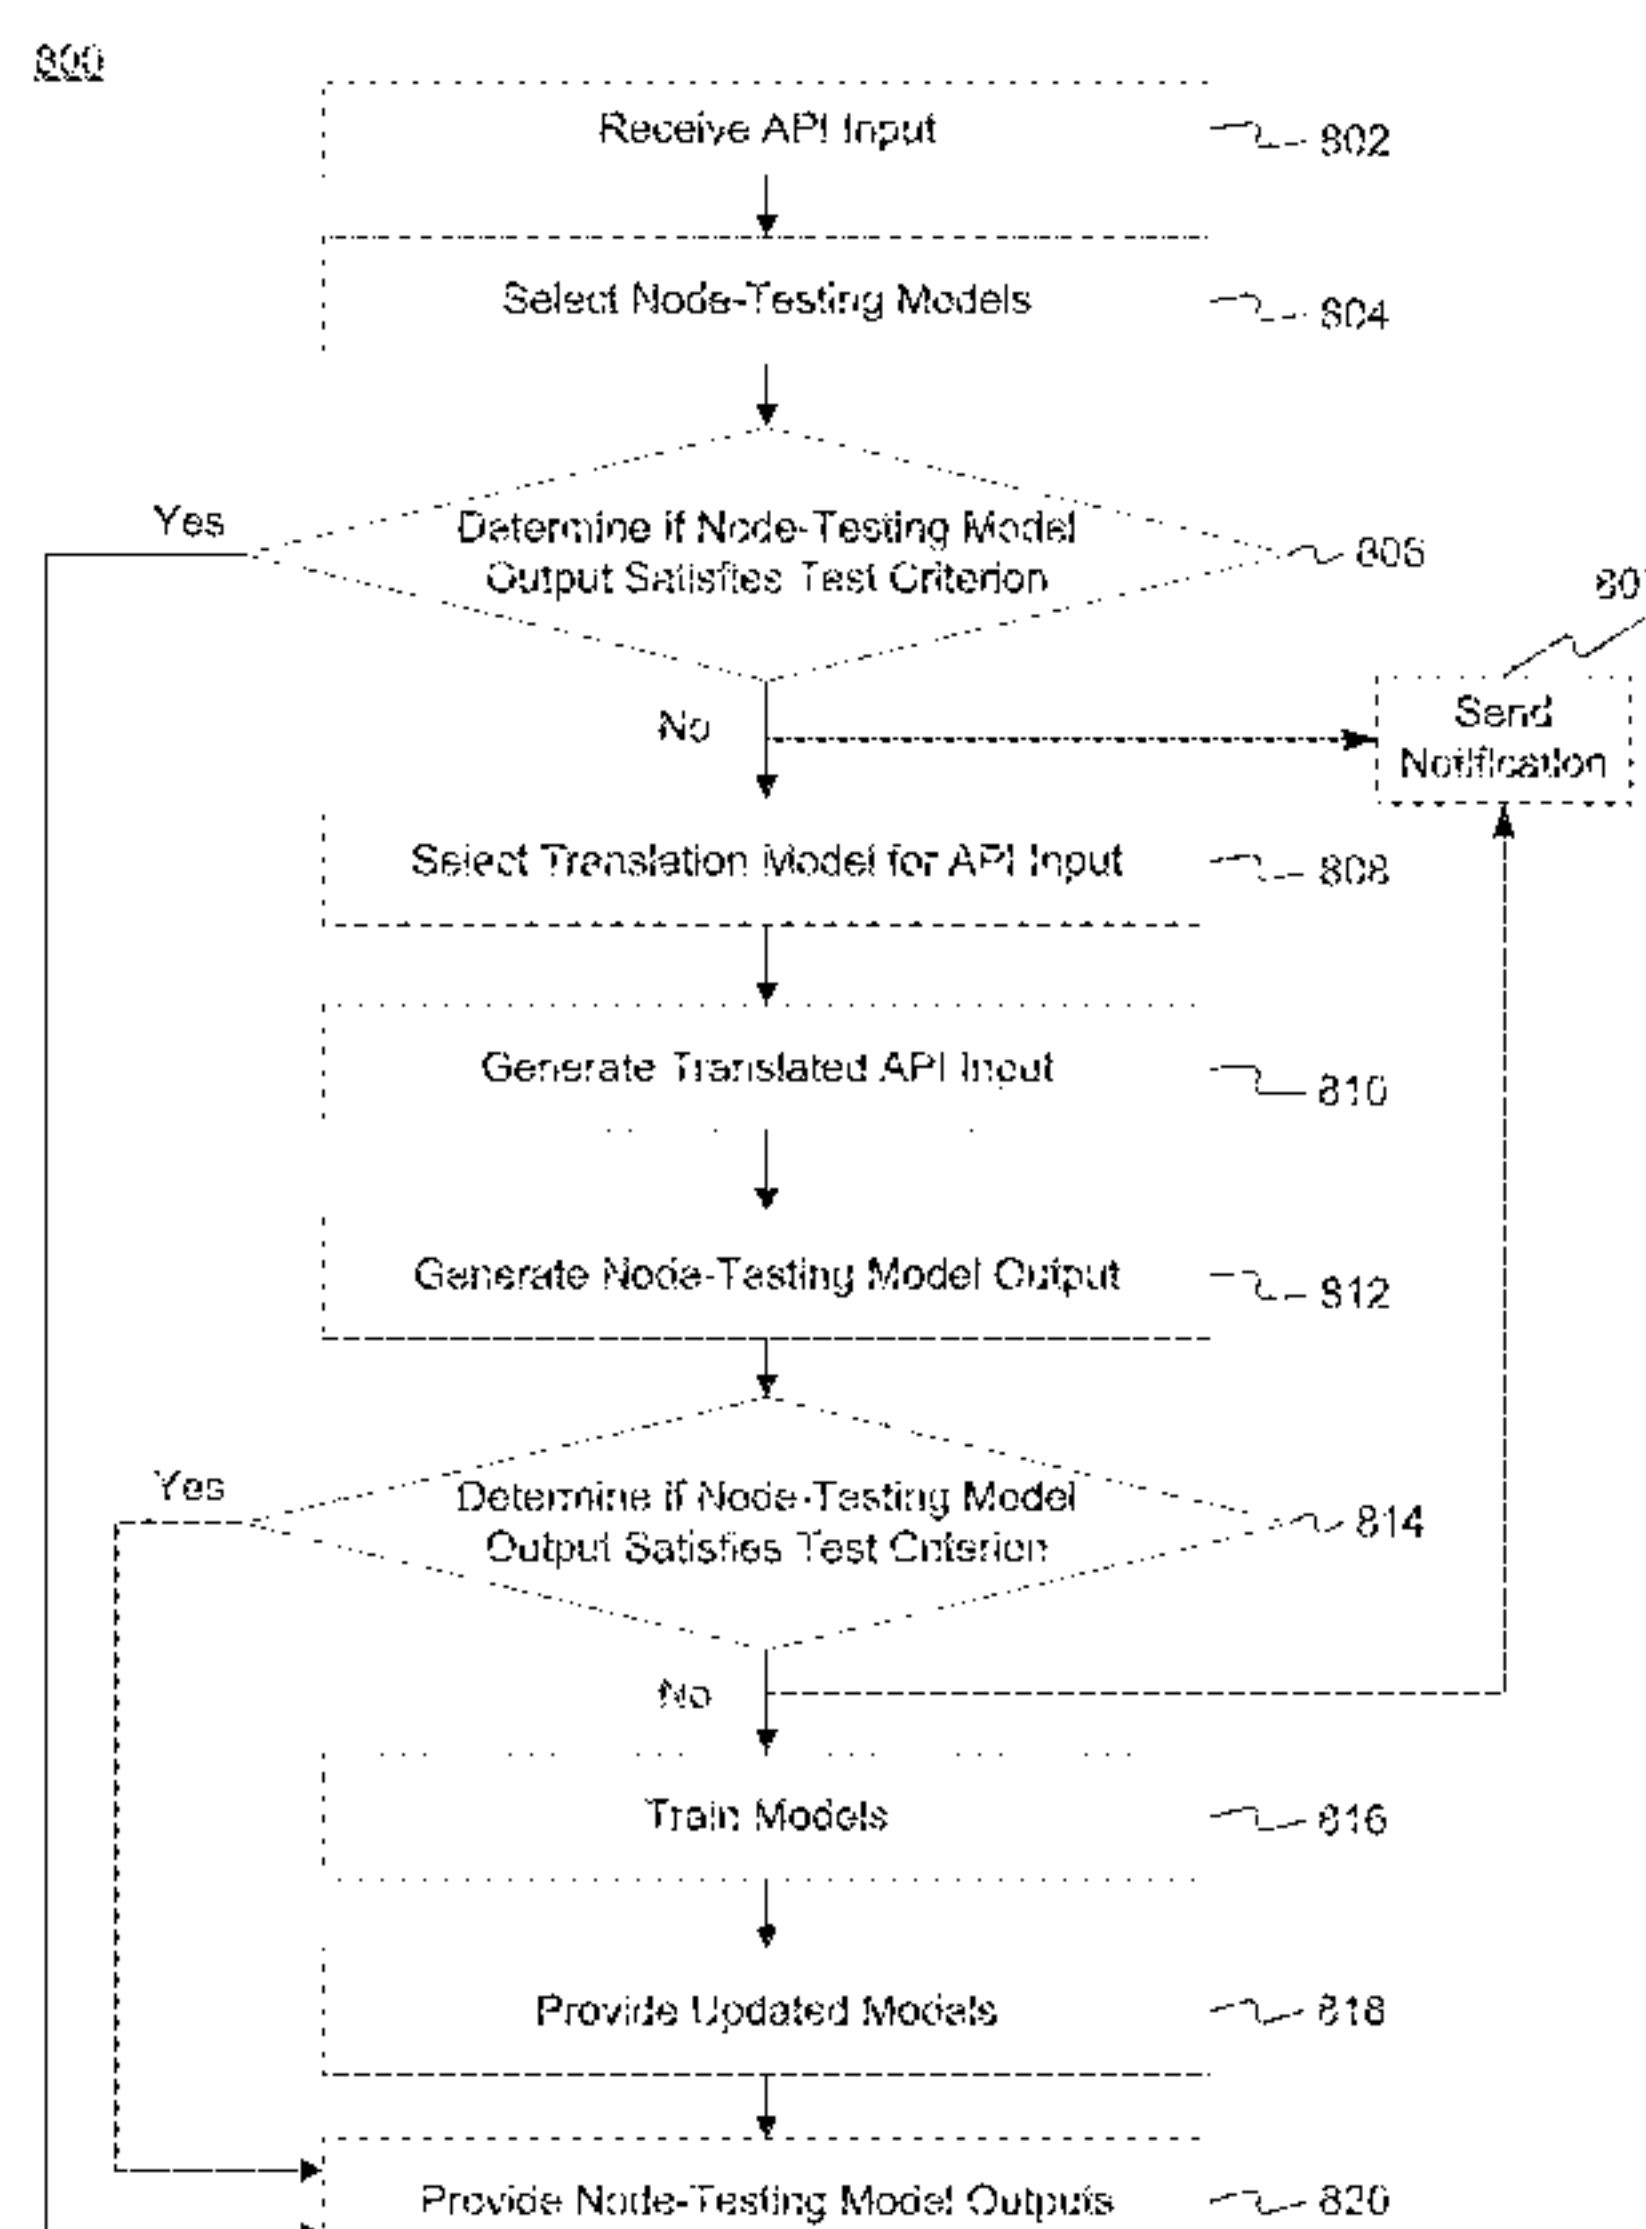 800
Receive API Input
802
Select Node-Testing Models
804
Yes
Determine if Node-Testing Model
Output Satisfies Test Criterion
806
No
Send
Notification
Select Translation Model for API Input
808
Generate Translated API Input
810
Generate Node-Testing Model Output
812
Yes
Determine if Node-Testing Model
Output Satisfies Test Criterion
814
No
Train Models
816
Provide Updated Models
818
Provide Node-Testing Model Outputs
820